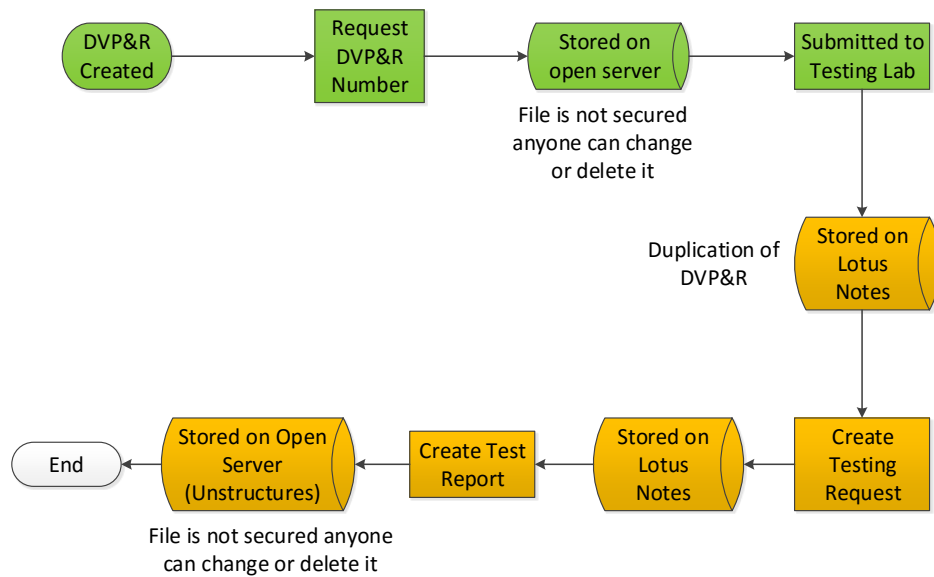 DVP&R
Created
Request
DVP&R
Number
Stored on
open server
Submitted to
Testing Lab
File is not secured
anyone can change
or delete it
Duplication of
DVP&R
Stored on
Lotus
Notes
Create
Testing
Request
Stored on
Lotus
Notes
Create Test
Report
Stored on Open
Server
(Unstructures)
File is not secured anyone
can change or delete it
End